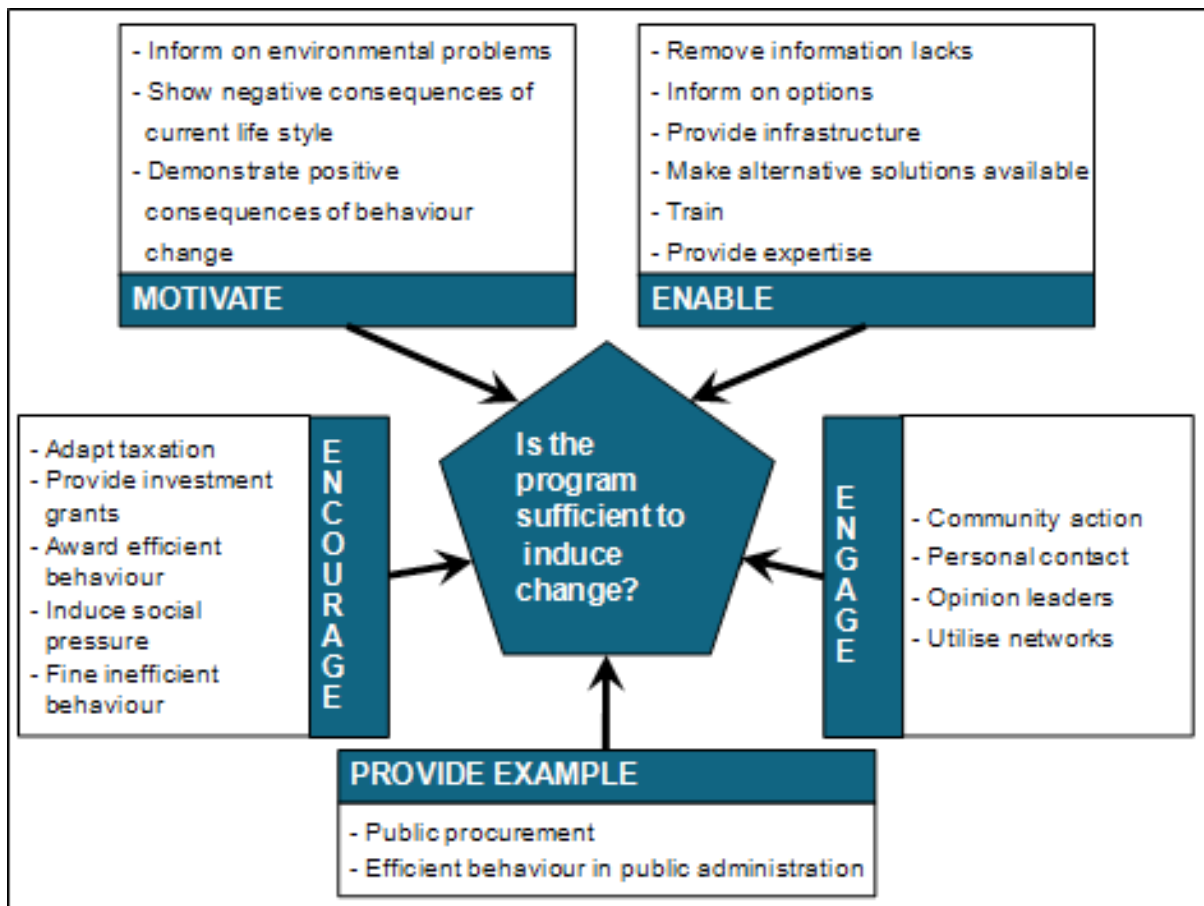 - Inform on environmental problems
- Show negative consequences of
current life style
- Demonstrate positive
consequences of behaviour
change
MOTIVATE
- Remove information lacks
- Inform on options
- Provide infrastructure
- Make alternative solutions available
- Train
- Provide expertise
ENABLE
- Adapt taxation
- Provide investment
grants
- Award efficient
behaviour
- Induce social
pressure
- Fine inefficient
behaviour
ENCOURAGE
Is the
program
sufficient to
induce
change?
ENGAGE
- Community action
- Personal contact
- Opinion leaders
- Utilise networks
PROVIDE EXAMPLE
- Public procurement
- Efficient behaviour in public administration